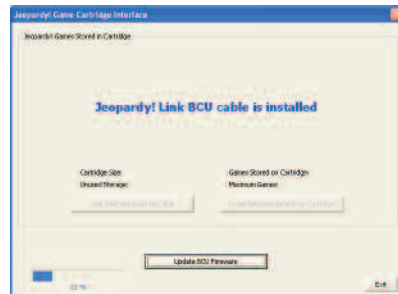 Jeopardy! Game Cartridge Interface
Jeopardy! Games Stored in Cartridge
Jeopardy! Link BCU cable is installed
Cartridge Size:
Games Stored on Cartridge:
Unused Storage:
Maximum Games:
Update BCU Firmware
Exit